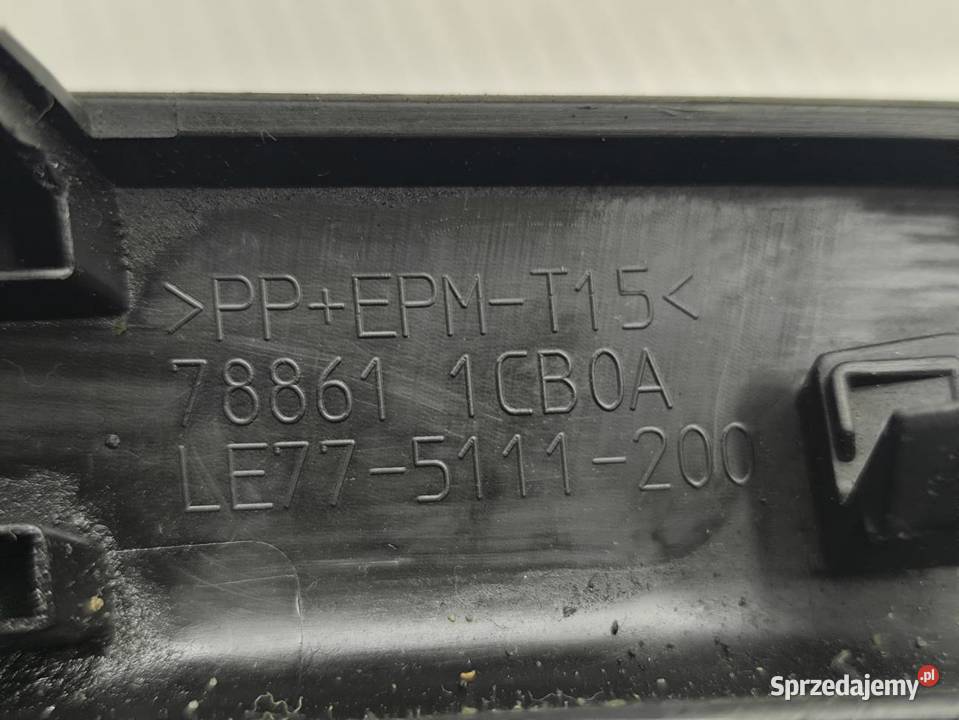 >PP+EPM-T15<
78861 1CB0A
LE77-5111-200
Sprzedajemy.pl